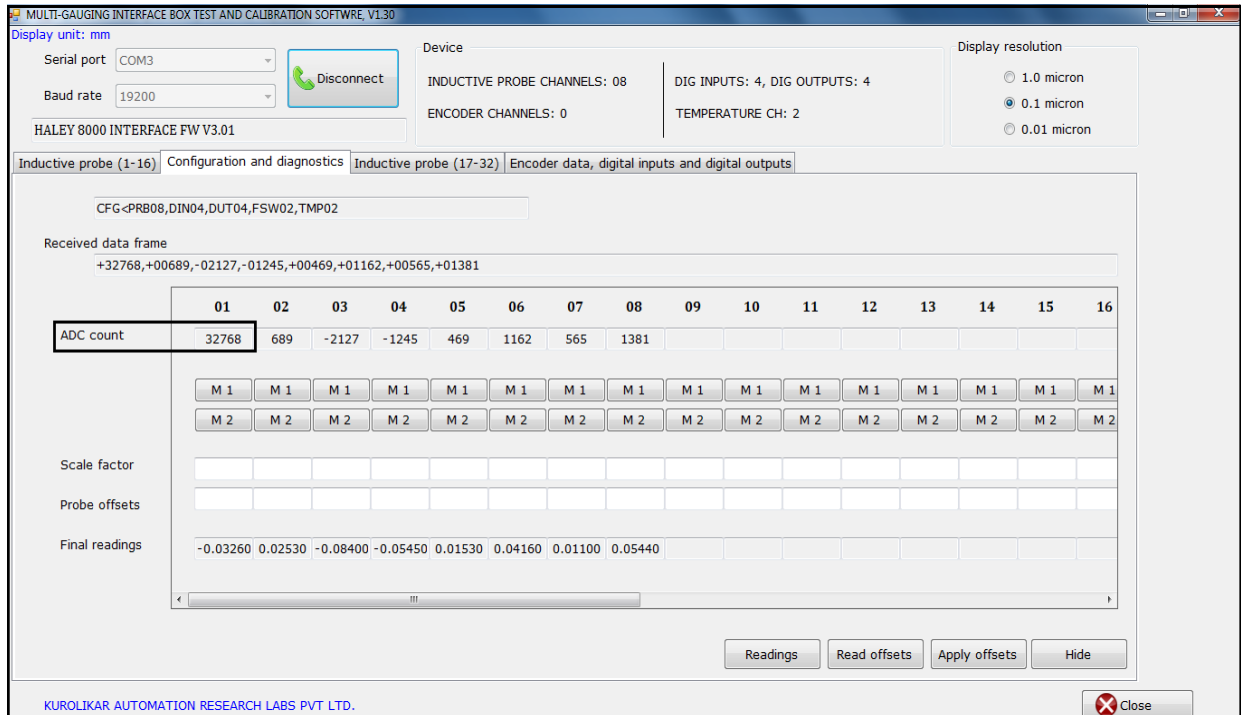 MULTI-GAUGING INTERFACE BOX TEST AND CALIBRATION SOFTWRE, V1.30
Display unit: mm
Serial port COM3
Baud rate 19200
Disconnect
HALEY 8000 INTERFACE FW V3.01
Device
INDUCTIVE PROBE CHANNELS: 08
ENCODER CHANNELS: 0
DIG INPUTS: 4, DIG OUTPUTS: 4
TEMPERATURE CH: 2
Display resolution
1.0 micron
0.1 micron
0.01 micron
Inductive probe (1-16) Configuration and diagnostics Inductive probe (17-32) Encoder data, digital inputs and digital outputs
CFG<PRB08,DIN04,DUT04,FSW02,TMP02
Received data frame
+32768,+00689,-02127,-01245,+00469,+01162,+00565,+01381
01 02 03 04 05 06 07 08 09 10 11 12 13 14 15 16
ADC count 32768 689 -2127 -1245 469 1162 565 1381
M 1 M 1 M 1 M 1 M 1 M 1 M 1 M 1 M 1 M 1 M 1 M 1 M 1 M 1 M 1 M 1
M 2 M 2 M 2 M 2 M 2 M 2 M 2 M 2 M 2 M 2 M 2 M 2 M 2 M 2 M 2 M 2
Scale factor
Probe offsets
Final readings -0.03260 0.02530 -0.08400 -0.05450 0.01530 0.04160 0.01100 0.05440
Readings Read offsets Apply offsets Hide
KUROLIKAR AUTOMATION RESEARCH LABS PVT LTD.
Close